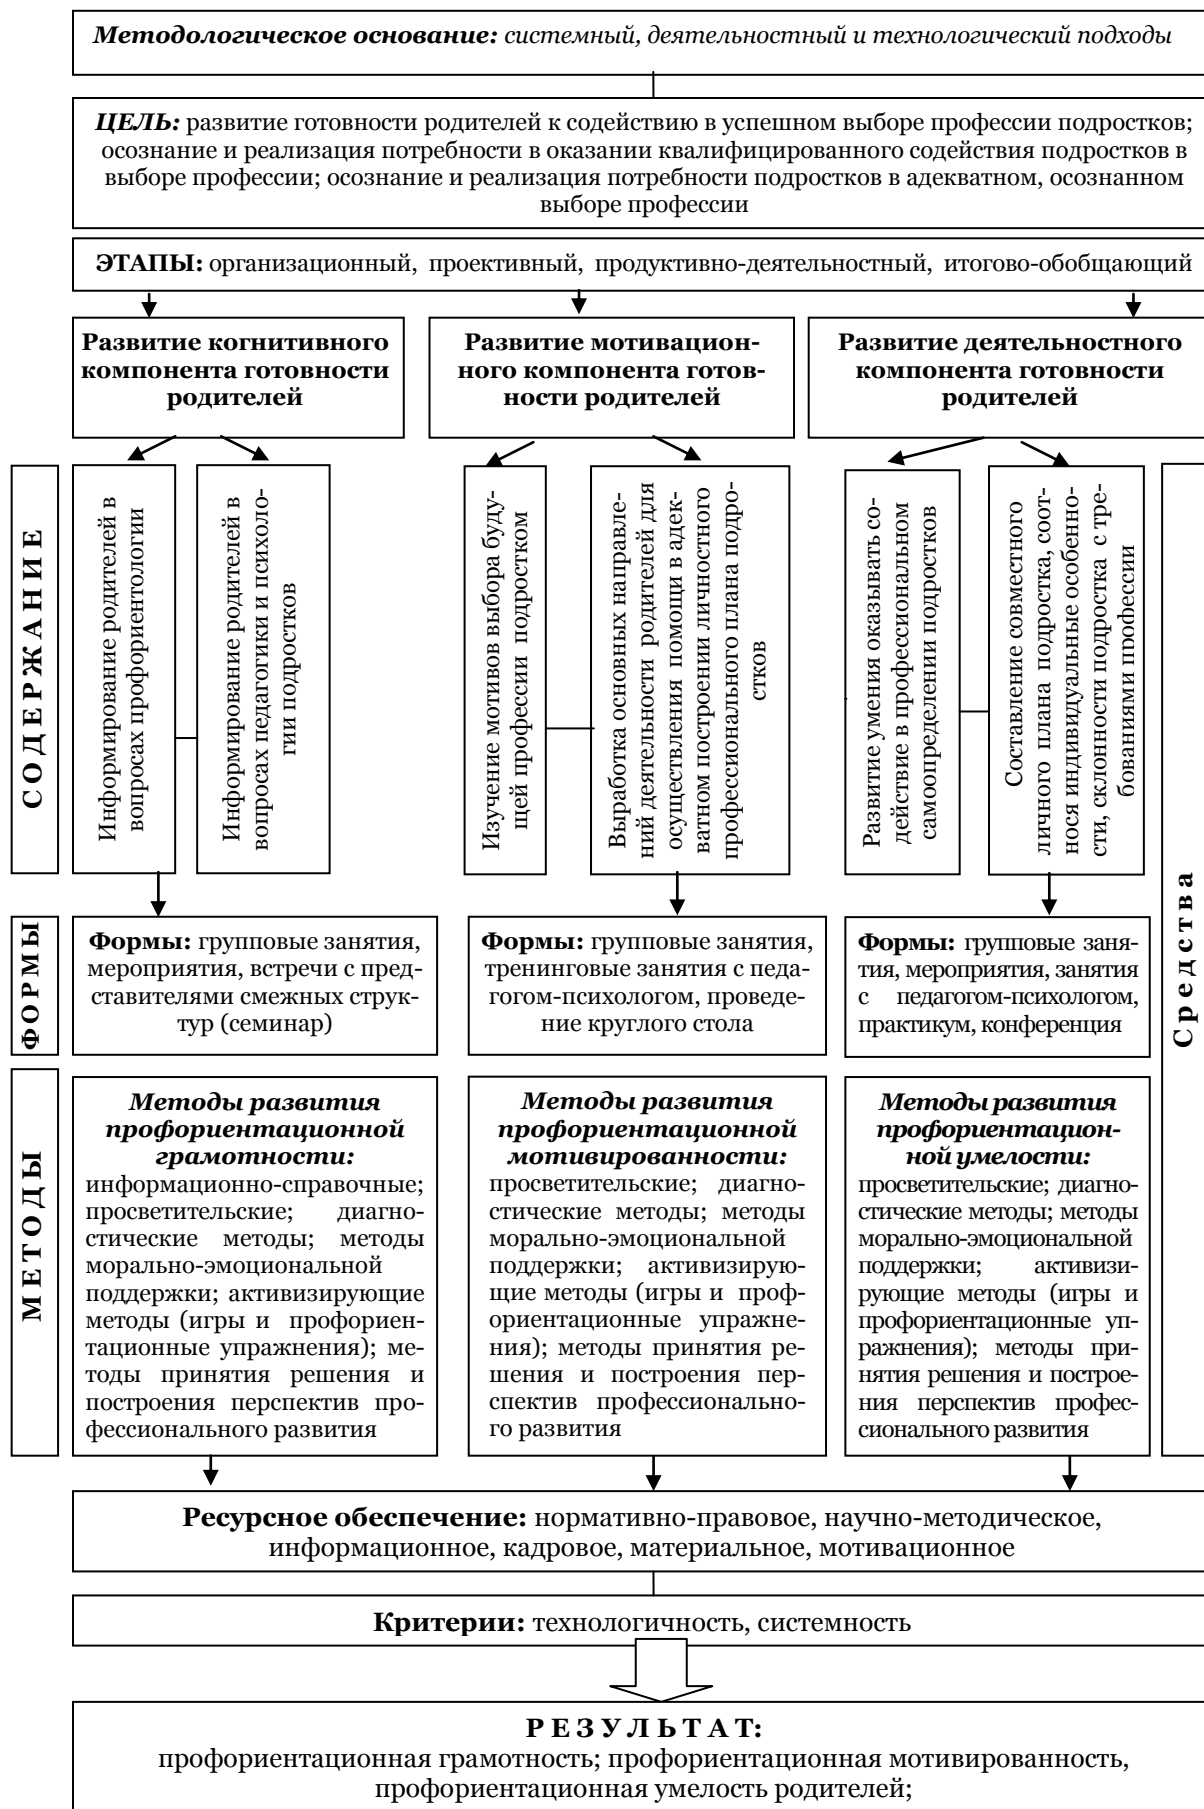 Методологическое основание: системный, деятельностный и технологический подходы
ЦЕЛЬ: развитие готовности родителей к содействию в успешном выборе профессии подростков;
осознание и реализация потребности в оказании квалифицированного содействия подростков в
выборе профессии; осознание и реализация потребности подростков в адекватном, осознанном
выборе профессии
ЭТАПЫ: организационный, проективный, продуктивно-деятельностный, итогово-обобщающий
Развитие когнитивного
компонента готовности
родителей
Развитие мотивацион-
ного компонента готов-
ности родителей
Развитие деятельностного
компонента готовности
родителей
СОДЕРЖАНИЕ
Информирование родителей в
вопросах профориентологии
Информирование родителей в
вопросах педагогики и психоло-
гии подростков
Изучение мотивов выбора буду-
щей профессии подростком
Выработка основных направле-
ний деятельности родителей для
осуществления помощи в адек-
ватном построении личностного
профессионального плана подро-
стков
Развитие умения оказывать со-
действие в профессиональном
самоопределении подростков
Составление совместного
личного плана подростка, соот-
нося индивидуальные особенно-
сти, склонности подростка с тре-
бованиями профессии
Средства
ФОРМЫ
Формы: групповые занятия,
мероприятия, встречи с пред-
ставителями смежных струк-
тур (семинар)
Формы: групповые занятия,
тренинговые занятия с педа-
гогом-психологом, проведе-
ние круглого стола
Формы: групповые заня-
тия, мероприятия, занятия
с педагогом-психологом,
практикум, конференция
МЕТОДЫ
Методы развития
профориентационной
грамотности:
информационно-справочные;
просветительские; диагно-
стические методы; методы
морально-эмоциональной
поддержки; активизирующие
методы (игры и профориен-
тационные упражнения); ме-
тоды принятия решения и
построения перспектив про-
фессионального развития
Методы развития
профориентационной
мотивированности:
просветительские; диагно-
стические методы; методы
морально-эмоциональной
поддержки; активизирую-
щие методы (игры и проф-
ориентационные упражне-
ния); методы принятия ре-
шения и построения пер-
спектив профессионально-
го развития
Методы развития
профориентацион-
ной умелости:
просветительские; диагно-
стические методы; методы
морально-эмоциональной
поддержки; активизи-
рующие методы (игры и
профориентационные уп-
ражнения); методы при-
нятия решения и построе-
ния перспектив профес-
сионального развития
Ресурсное обеспечение: нормативно-правовое, научно-методическое,
информационное, кадровое, материальное, мотивационное
Критерии: технологичность, системность
РЕЗУЛЬТАТ:
профориентационная грамотность; профориентационная мотивированность,
профориентационная умелость родителей;